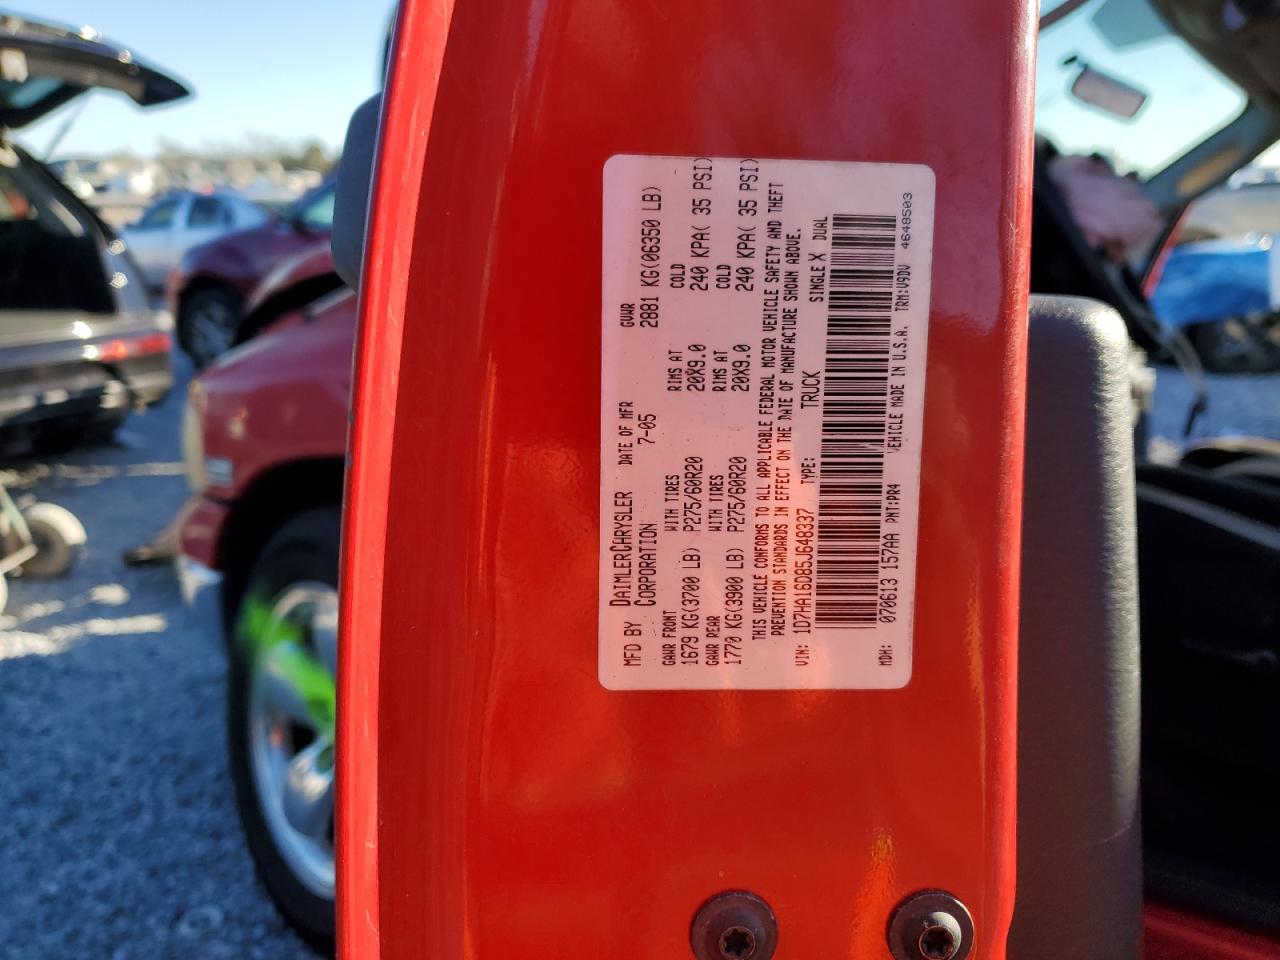 MFD BY DAIMLERCHRYSLER CORPORATION DATE OF MFR 7-05 GVWR 2881 KG(06350 LB)
GAWR FRONT WITH TIRES RIMS AT COLD
1679 KG(3700 LB) P275/60R20 20X9.0 240 KPA( 35 PSI)
GAWR REAR WITH TIRES RIMS AT COLD
1770 KG(3900 LB) P275/60R20 20X9.0 240 KPA( 35 PSI)
THIS VEHICLE CONFORMS TO ALL APPLICABLE FEDERAL MOTOR VEHICLE SAFETY AND THEFT
PREVENTION STANDARDS IN EFFECT ON THE DATE OF MANUFACTURE SHOWN ABOVE.
VIN: 1D7HA16D85J648337 TYPE: TRUCK SINGLE X DUAL
MDH: 070613 157AA PNT:PR4 VEHICLE MADE IN U.S.A. TRM:V9DV 4648503